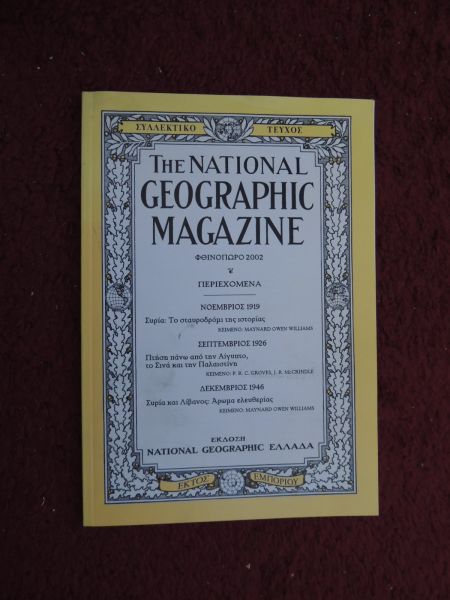 ΣΥΛΛΕΚΤΙΚΟ ΤΕΥΧΟΣ
THE NATIONAL
GEOGRAPHIC
MAGAZINE
ΦΘΙΝΟΠΩΡΟ 2002
ΠΕΡΙΕΧΟΜΕΝΑ
ΝΟΕΜΒΡΙΟΣ 1919
Συρία: Το σταυροδρόμι της ιστορίας
ΚΕΙΜΕΝΟ: MAYNARD OWEN WILLIAMS
ΣΕΠΤΕΜΒΡΙΟΣ 1926
Πτήση πάνω από την Αίγυπτο,
το Σινά και την Παλαιστίνη
ΚΕΙΜΕΝΟ: P. R. C. GROVES, J. R. MCCRINDLE
ΔΕΚΕΜΒΡΙΟΣ 1946
Συρία και Λίβανος: Άρωμα ελευθερίας
ΚΕΙΜΕΝΟ: MAYNARD OWEN WILLIAMS
ΕΚΔΟΣΗ
NATIONAL GEOGRAPHIC ΕΛΛΑΔΑ
ΕΚΤΟΣ ΕΜΠΟΡΙΟΥ